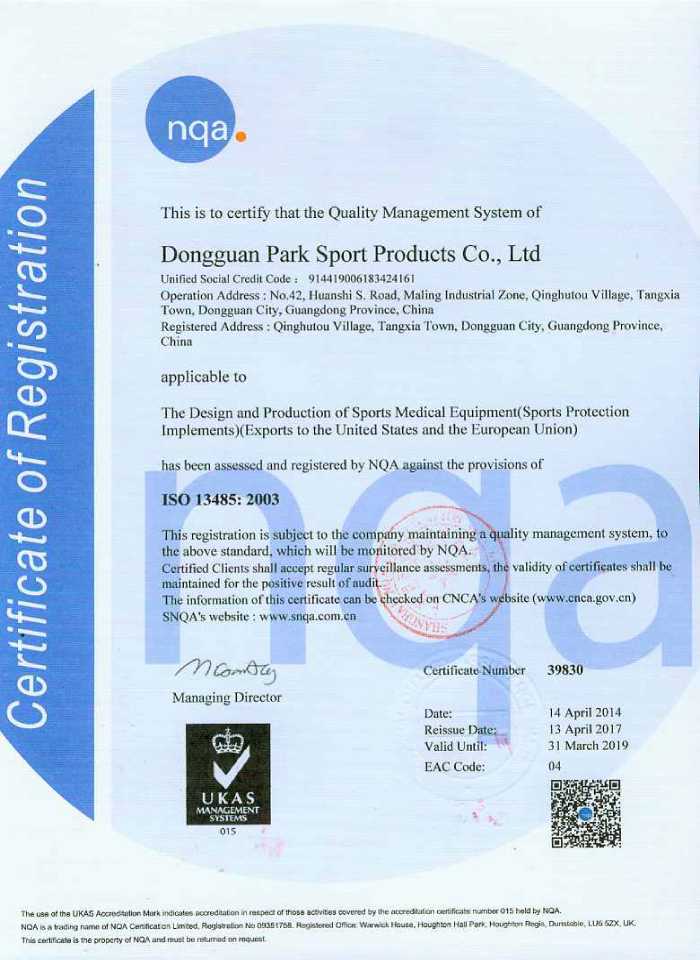 Certificate of Registration
nqa.
This is to certify that the Quality Management System of
Dongguan Park Sport Products Co., Ltd
Unified Social Credit Code : 914419006183424161
Operation Address : No.42, Huanshi S. Road, Maling Industrial Zone, Qinghutou Village, Tangxia
Town, Dongguan City, Guangdong Province, China
Registered Address : Qinghutou Village, Tangxia Town, Dongguan City, Guangdong Province,
China
applicable to
The Design and Production of Sports Medical Equipment(Sports Protection
Implements)(Exports to the United States and the European Union)
has been assessed and registered by NQA against the provisions of
ISO 13485: 2003
This registration is subject to the company maintaining a quality management system, to
the above standard, which will be monitored by NQA.
Certified Clients shall accept regular surveillance assessments, the validity of certificates shall be
maintained for the positive result of audit.
The information of this certificate can be checked on CNCA's website (www.cnca.gov.cn)
SNQA's website : www.snqa.com.cn
nqa
Managing Director
Certificate Number 39830
Date: 14 April 2014
Reissue Date: 13 April 2017
Valid Until: 31 March 2019
EAC Code: 04
UKAS
MANAGEMENT
SYSTEMS
015
The use of the UKAS Accreditation Mark indicates accreditation in respect of those activities covered by the accreditation certificate number 015 held by NQA.
NQA is a trading name of NQA Certification Limited, Registration No 09351758. Registered Office: Warwick House, Houghton Hall Park, Houghton Regis, Dunstable, LU5 5ZX, UK.
This certificate is the property of NQA and must be returned on request.